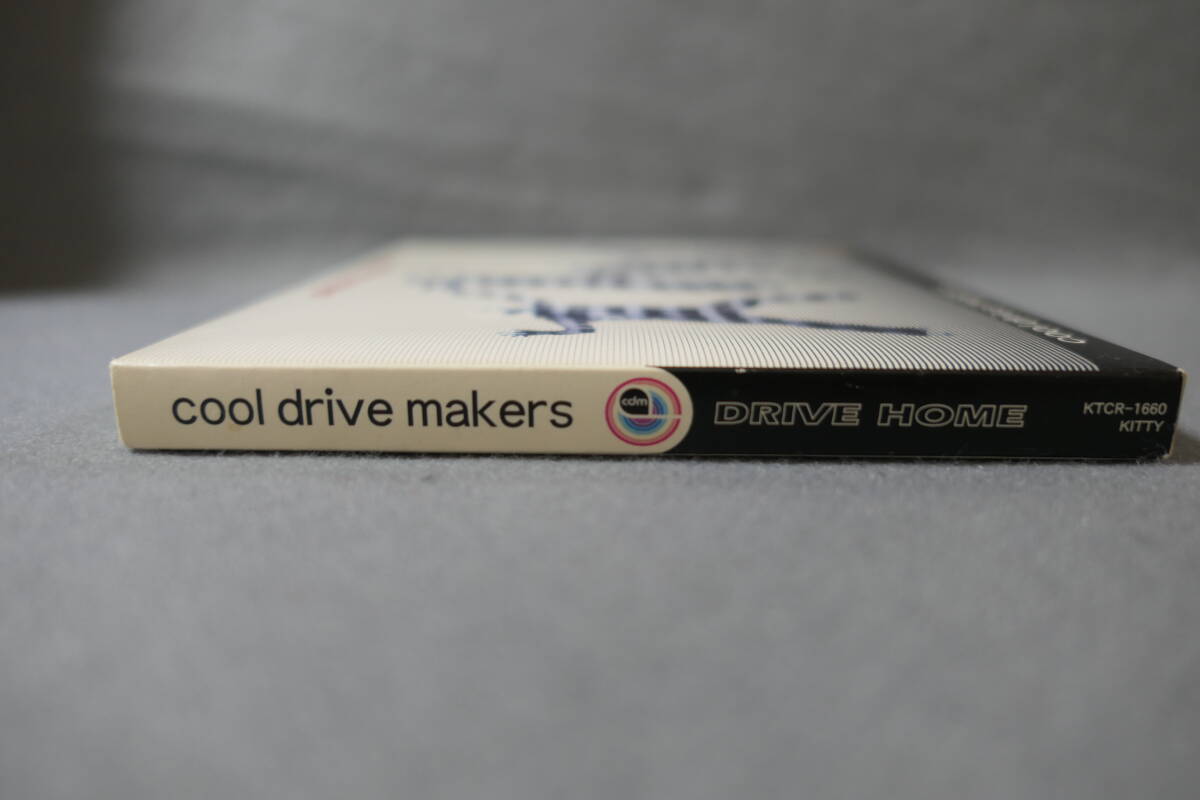 cool drive makers
cdm
DRIVE HOME
KTCR-1660
KITTY